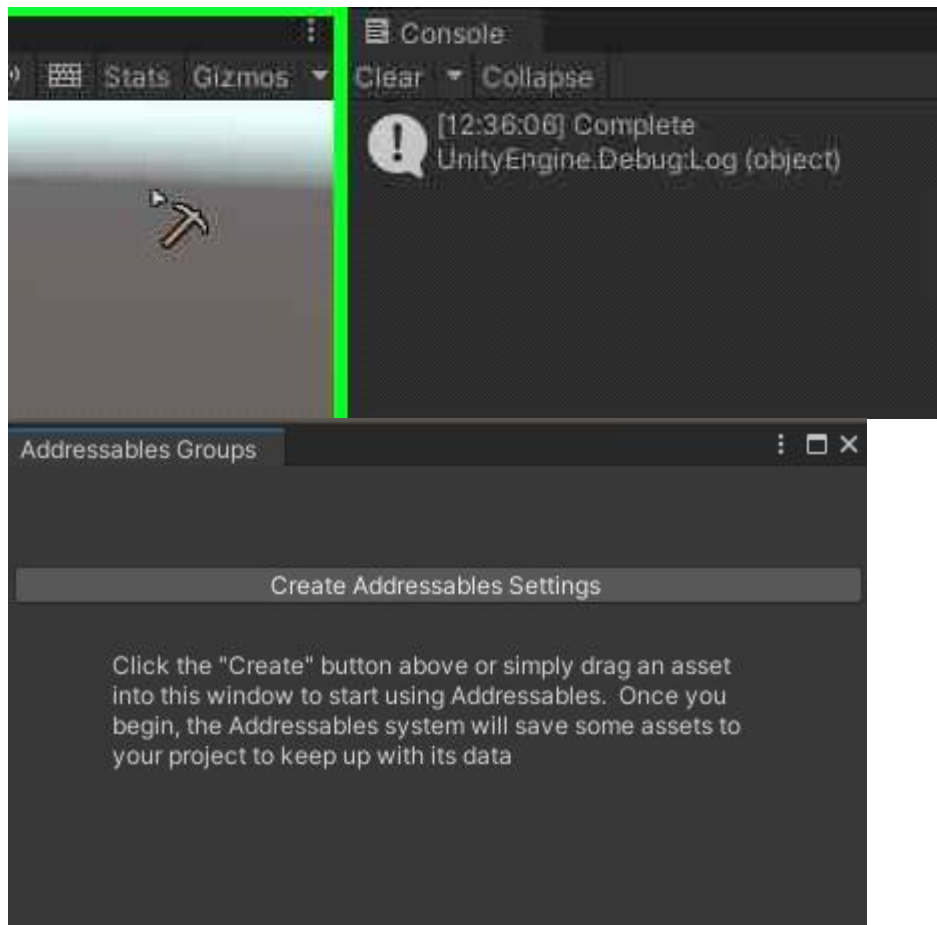 Console
Stats Gizmos
Clear Collapse
[12:36:06] Complete
UnityEngine.Debug:Log (object)
Addressables Groups
Create Addressables Settings
Click the "Create" button above or simply drag an asset
into this window to start using Addressables. Once you
begin, the Addressables system will save some assets to
your project to keep up with its data